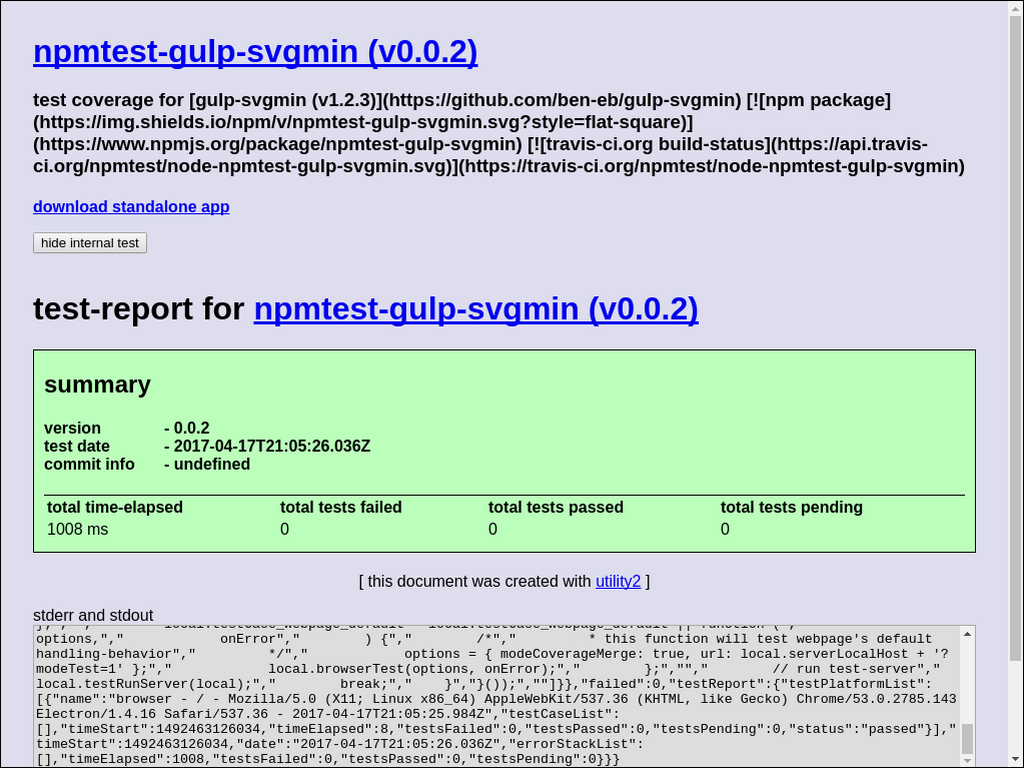 npmtest-gulp-svgmin (v0.0.2)
test coverage for [gulp-svgmin (v1.2.3)](https://github.com/ben-eb/gulp-svgmin) [![npm package]
(https://img.shields.io/npm/v/npmtest-gulp-svgmin.svg?style=flat-square)]
(https://www.npmjs.org/package/npmtest-gulp-svgmin) [![travis-ci.org build-status](https://api.travis-
ci.org/npmtest/node-npmtest-gulp-svgmin.svg)](https://travis-ci.org/npmtest/node-npmtest-gulp-svgmin)
download standalone app
hide internal test
test-report for npmtest-gulp-svgmin (v0.0.2)
summary
version - 0.0.2
test date - 2017-04-17T21:05:26.036Z
commit info - undefined
total time-elapsed total tests failed total tests passed total tests pending
1008 ms 0 0 0
[ this document was created with utility2 ]
stderr and stdout
options,"," onError"," ) {"," /*"," * this function will test webpage's default
handling-behavior"," */"," options = { modeCoverageMerge: true, url: local.serverLocalHost + '?
modeTest=1' };"," local.browserTest(options, onError);"," };",""," // run test-server","
local.testRunServer(local);"," break;"," }","}());",""]}},"failed":0,"testReport":{"testPlatformList":
[{"name":"browser - / - Mozilla/5.0 (X11; Linux x86_64) AppleWebKit/537.36 (KHTML, like Gecko) Chrome/53.0.2785.143
Electron/1.4.16 Safari/537.36 - 2017-04-17T21:05:25.984Z","testCaseList":
[],"timeStart":1492463126034,"timeElapsed":8,"testsFailed":0,"testsPassed":0,"testsPending":0,"status":"passed"}],"
timeStart":1492463126034,"date":"2017-04-17T21:05:26.036Z","errorStackList":
[],"timeElapsed":1008,"testsFailed":0,"testsPassed":0,"testsPending":0}}}